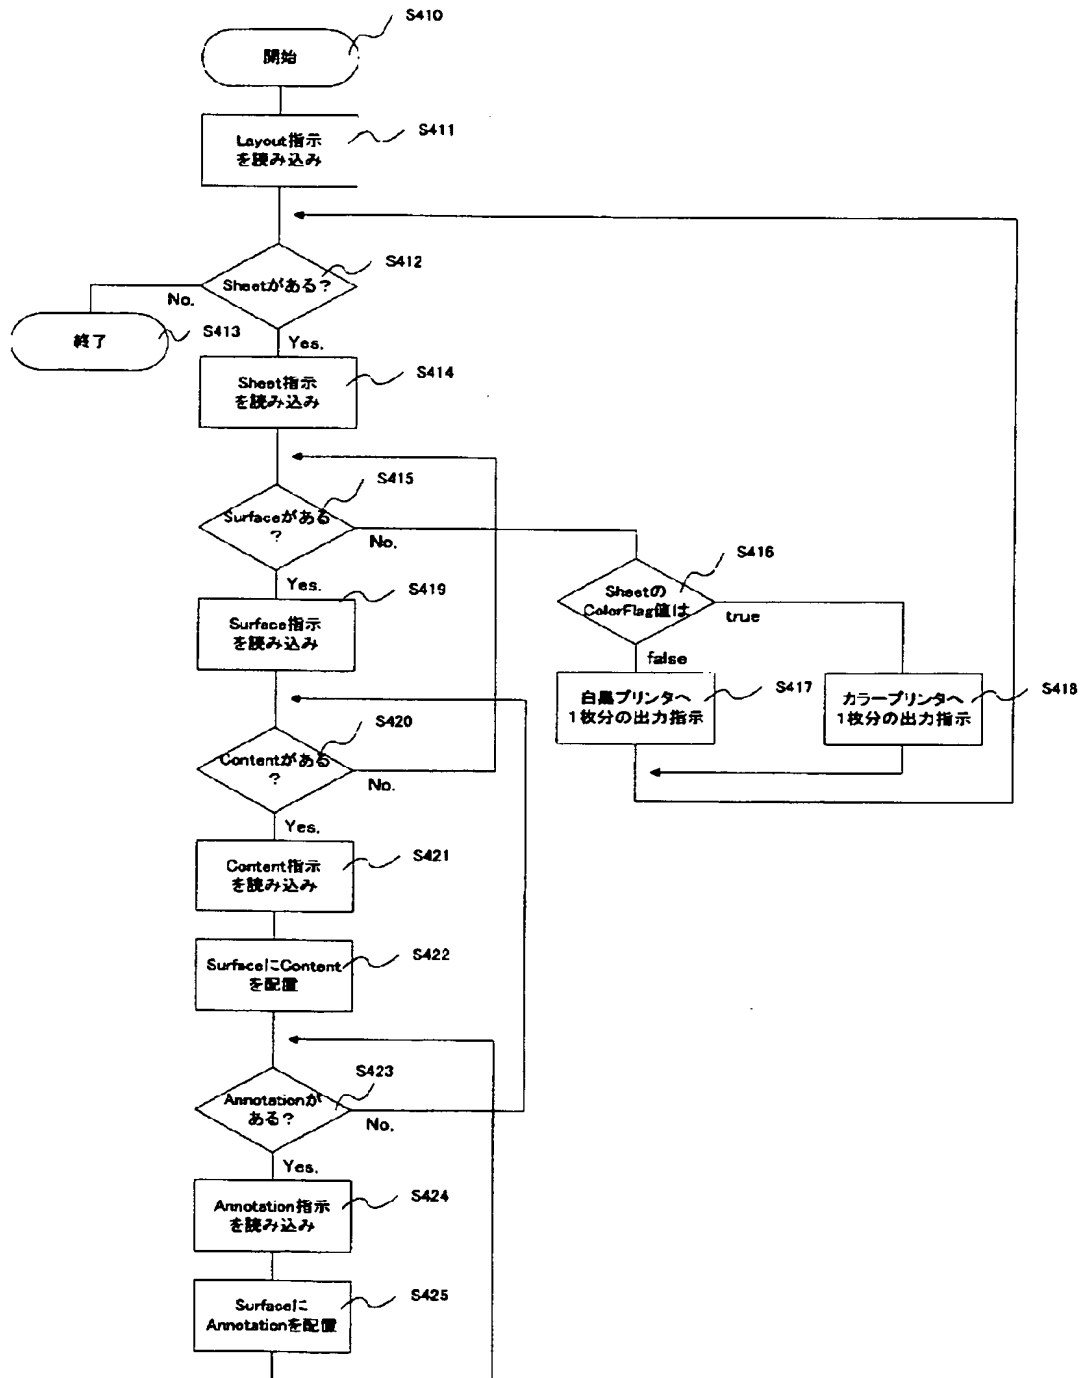 S410
開始
S411
Layout指示
を読み込み
S412
Sheetがある?
No.
S413
終了
Yes.
S414
Sheet指示
を読み込み
S415
Surfaceがある
?
No.
Yes.
S416
Sheetの
ColorFlag値は
true
false
S417
白黒プリンタへ
1枚分の出力指示
S418
カラープリンタへ
1枚分の出力指示
S419
Surface指示
を読み込み
S420
Contentがある
?
No.
Yes.
S421
Content指示
を読み込み
S422
SurfaceにContent
を配置
S423
Annotationが
ある?
No.
Yes.
S424
Annotation指示
を読み込み
S425
Surfaceに
Annotationを配置